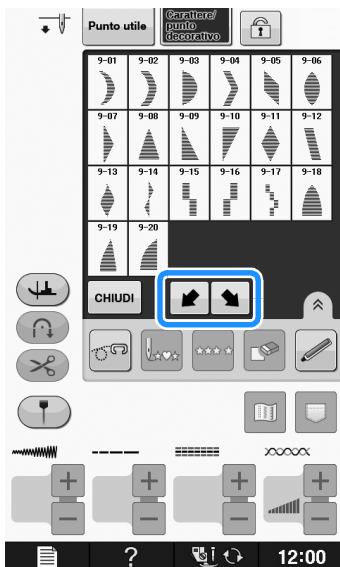 Punto utile
Carattere/
punto
decorativo
9-01 9-02 9-03 9-04 9-05 9-06
9-07 9-08 9-09 9-10 9-11 9-12
9-13 9-14 9-15 9-16 9-17 9-18
9-19 9-20
CHIUDI
+ + + +
− − − −
? 12:00